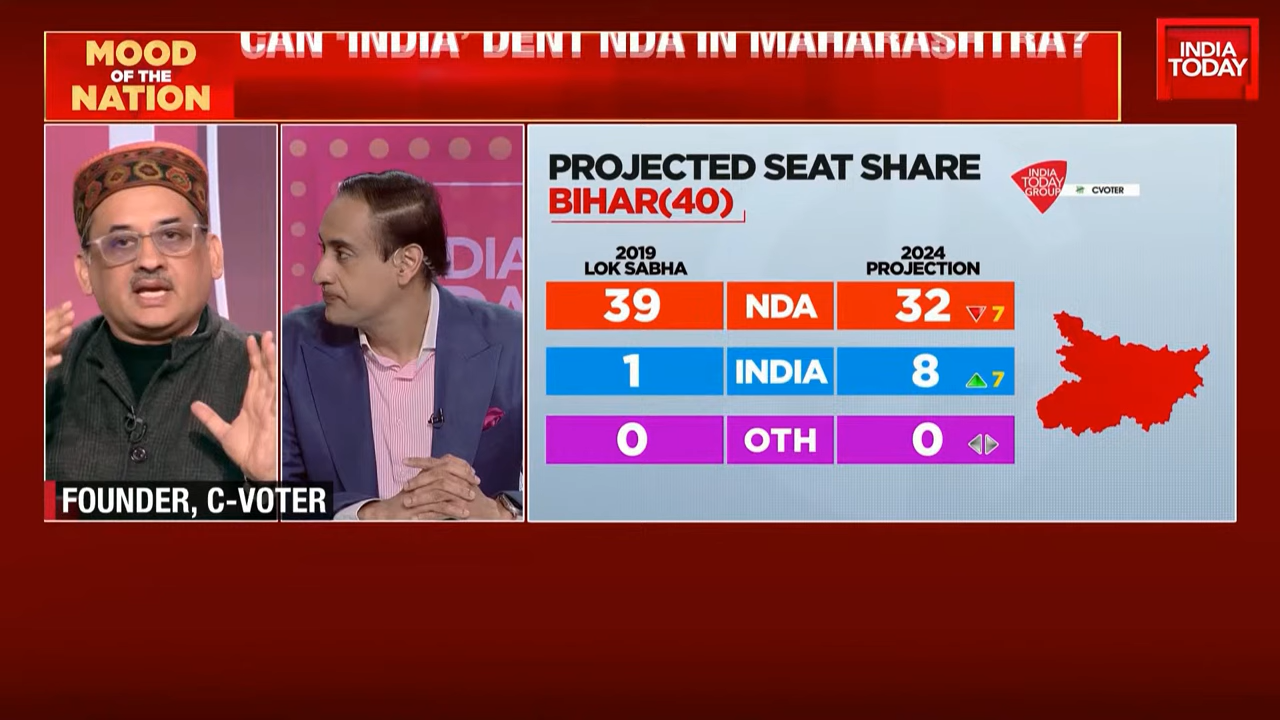 CAN 'INDIA' DENT NDA IN MAHARASHTRA?
MOOD
OF THE
NATION
INDIA
TODAY
PROJECTED SEAT SHARE
BIHAR(40)
INDIA
TODAY
GROUP
CVOTER
2019
LOK SABHA
2024
PROJECTION
39 NDA 32 7
1 INDIA 8 7
0 OTH 0
DIA
FOUNDER, C-VOTER